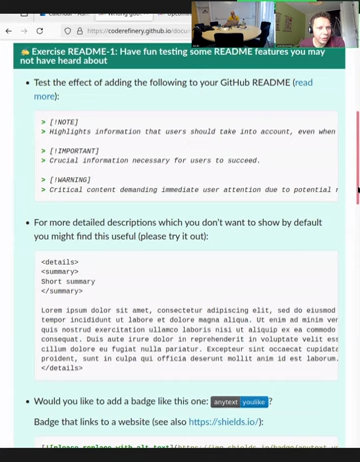 https://coderefinery.github.io/docum
Exercise README-1: Have fun testing some README features you may
not have heard about
• Test the effect of adding the following to your GitHub README (read
more):
> [!NOTE]
> Highlights information that users should take into account, even when
> [!IMPORTANT]
> Crucial information necessary for users to succeed.
> [!WARNING]
> Critical content demanding immediate user attention due to potential r
• For more detailed descriptions which you don't want to show by default
you might find this useful (please try it out):
<details>
<summary>
Short summary
</summary>
Lorem ipsum dolor sit amet, consectetur adipiscing elit, sed do eiusmod
tempor incididunt ut labore et dolore magna aliqua. Ut enim ad minim ven
quis nostrud exercitation ullamco laboris nisi ut aliquip ex ea commodo
consequat. Duis aute irure dolor in reprehenderit in voluptate velit ess
cillum dolore eu fugiat nulla pariatur. Excepteur sint occaecat cupidata
proident, sunt in culpa qui officia deserunt mollit anim id est laborum.
</details>
• Would you like to add a badge like this one: anytext youlike?
Badge that links to a website (see also https://shields.io/):